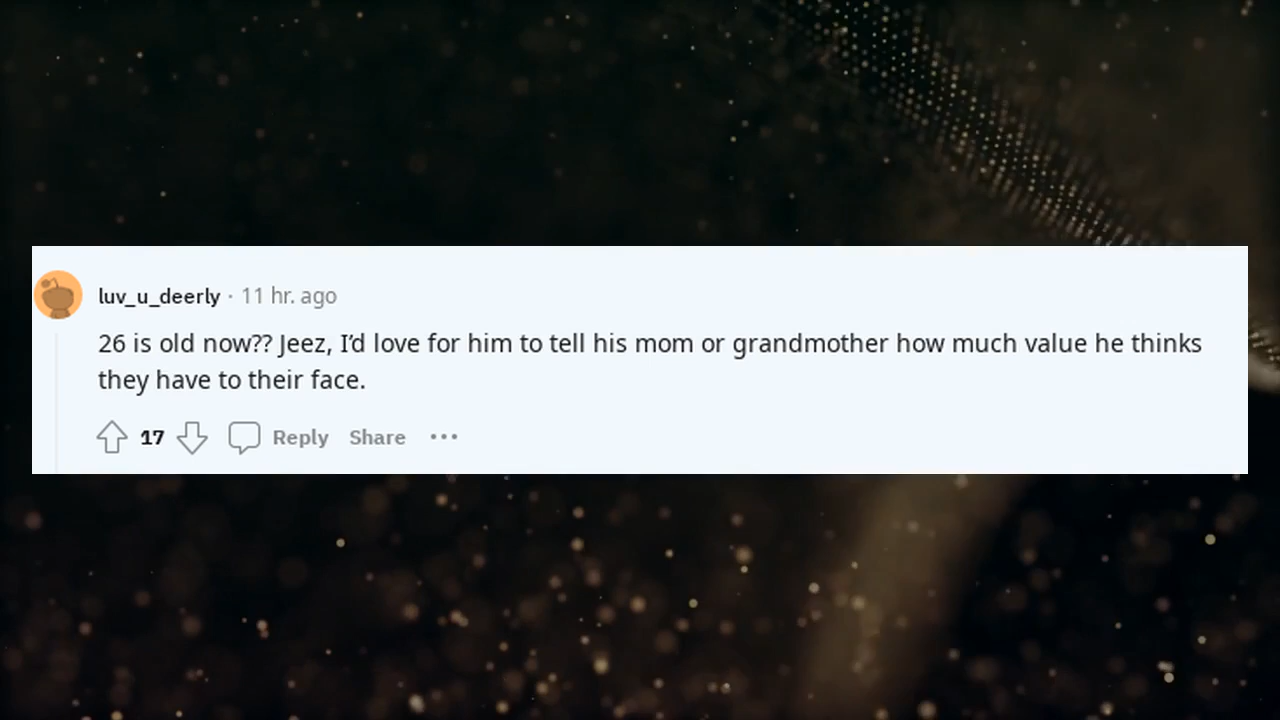 luv_u_deerly · 11 hr. ago
26 is old now?? Jeez, I'd love for him to tell his mom or grandmother how much value he thinks
they have to their face.
17 Reply Share ···